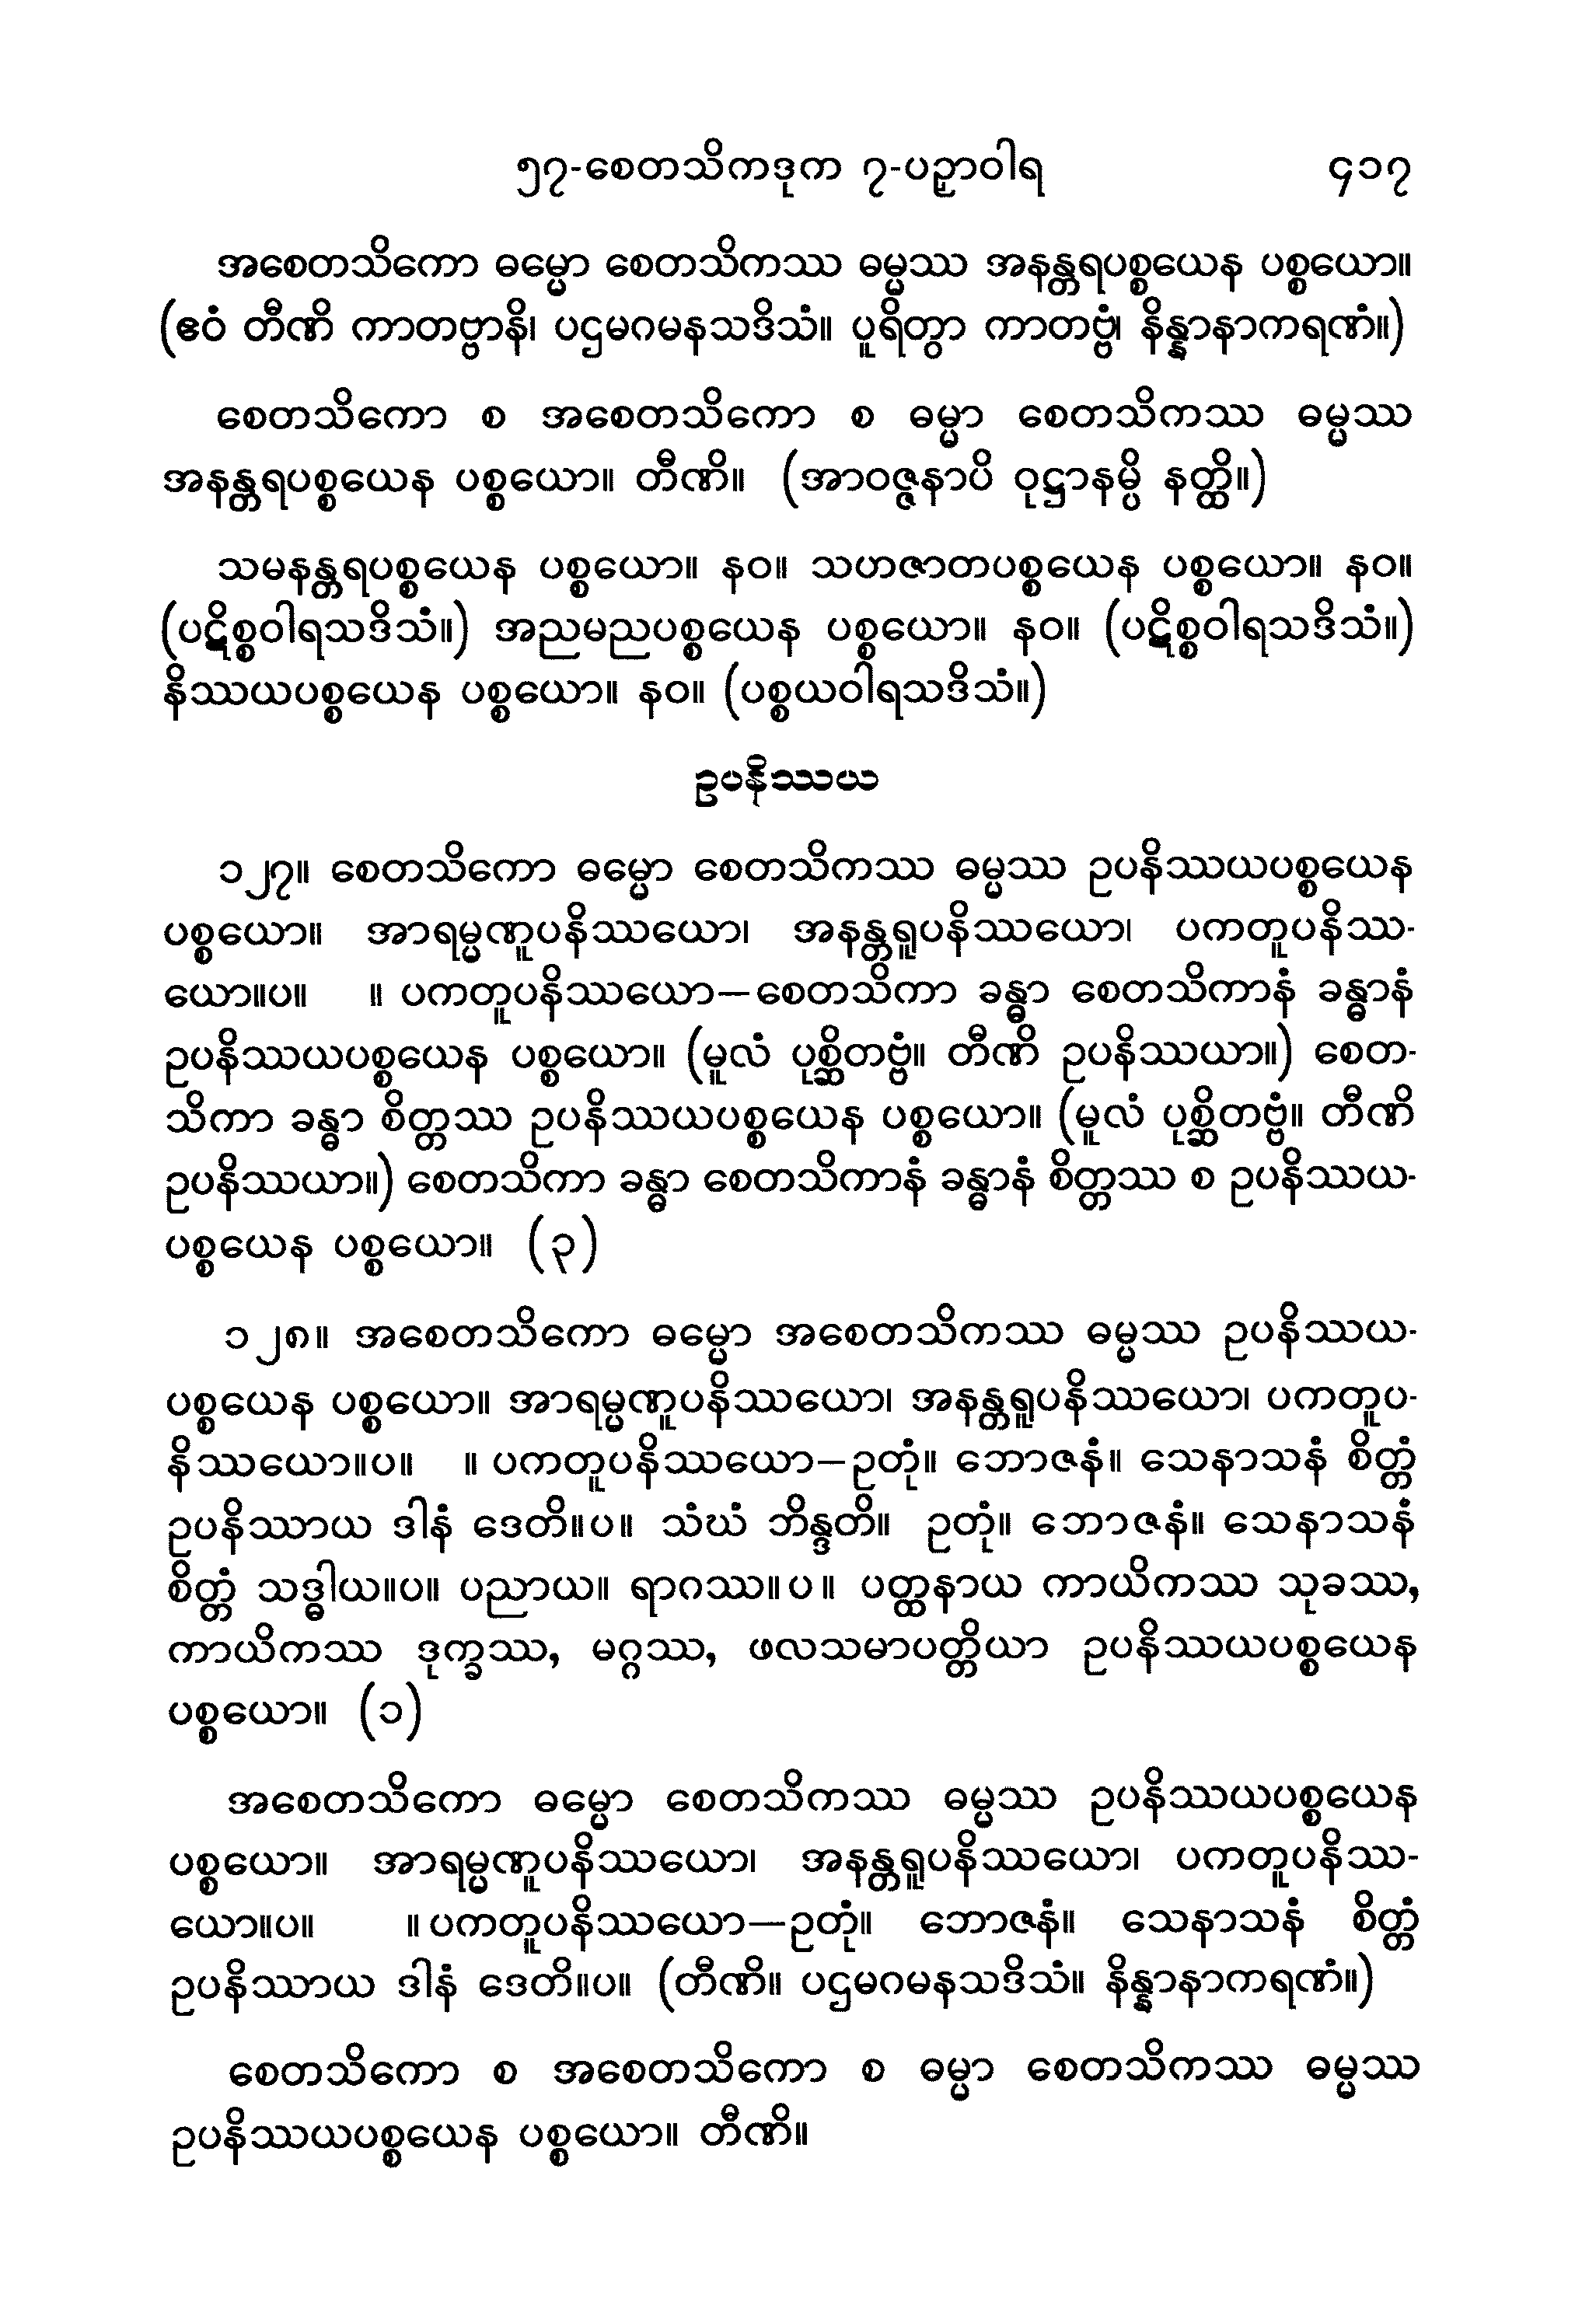 ၅၇-စေတသိကဒုက ၇-ပဉှာဝါရ ၄၁၇
အစေတသိကော ဓမ္မော စေတသိကဿ ဓမ္မဿ အနန္တရပစ္စယေန ပစ္စယော။
(ဧဝံ တီဏိ ကာတဗ္ဗာနိ၊ ပဌမဂမနသဒိသံ။ ပူရိတွာ ကာတဗ္ဗံ၊ နိန္နာနာကရဏံ။)
စေတသိကော စ အစေတသိကော စ ဓမ္မာ စေတသိကဿ ဓမ္မဿ
အနန္တရပစ္စယေန ပစ္စယော။ တီဏိ။ (အာဝဇ္ဇနာပိ ဝုဋ္ဌာနမ္ပိ နတ္ထိ။)
သမနန္တရပစ္စယေန ပစ္စယော။ နဝ။ သဟဇာတပစ္စယေန ပစ္စယော။ နဝ။
(ပဋိစ္စဝါရသဒိသံ။) အညမညပစ္စယေန ပစ္စယော။ နဝ။ (ပဋိစ္စဝါရသဒိသံ။)
နိဿယပစ္စယေန ပစ္စယော။ နဝ။ (ပစ္စယဝါရသဒိသံ။)
ဥပနိဿယ
၁၂၇။ စေတသိကော ဓမ္မော စေတသိကဿ ဓမ္မဿ ဥပနိဿယပစ္စယေန
ပစ္စယော။ အာရမ္မဏူပနိဿယော၊ အနန္တရူပနိဿယော၊ ပကတူပနိဿ-
ယော။ပ။ ။ ပကတူပနိဿယော—စေတသိကာ ခန္ဓာ စေတသိကာနံ ခန္ဓာနံ
ဥပနိဿယပစ္စယေန ပစ္စယော။ (မူလံ ပုစ္ဆိတဗ္ဗံ။ တီဏိ ဥပနိဿယာ။) စေတ-
သိကာ ခန္ဓာ စိတ္တဿ ဥပနိဿယပစ္စယေန ပစ္စယော။ (မူလံ ပုစ္ဆိတဗ္ဗံ။ တီဏိ
ဥပနိဿယာ။) စေတသိကာ ခန္ဓာ စေတသိကာနံ ခန္ဓာနံ စိတ္တဿ စ ဥပနိဿယ-
ပစ္စယေန ပစ္စယော။ (၃)
၁၂၈။ အစေတသိကော ဓမ္မော အစေတသိကဿ ဓမ္မဿ ဥပနိဿယ-
ပစ္စယေန ပစ္စယော။ အာရမ္မဏူပနိဿယော၊ အနန္တရူပနိဿယော၊ ပကတူပ-
နိဿယော။ပ။ ။ ပကတူပနိဿယော—ဥတုံ။ ဘောဇနံ။ သေနာသနံ စိတ္တံ
ဥပနိဿာယ ဒါနံ ဒေတိ။ပ။ သံဃံ ဘိန္ဒတိ။ ဥတုံ။ ဘောဇနံ။ သေနာသနံ
စိတ္တံ သဒ္ဓါယ။ပ။ ပညာယ။ ရာဂဿ။ပ။ ပတ္ထနာယ ကာယိကဿ သုခဿ,
ကာယိကဿ ဒုက္ခဿ, မဂ္ဂဿ, ဖလသမာပတ္တိယာ ဥပနိဿယပစ္စယေန
ပစ္စယော။ (၁)
အစေတသိကော ဓမ္မော စေတသိကဿ ဓမ္မဿ ဥပနိဿယပစ္စယေန
ပစ္စယော။ အာရမ္မဏူပနိဿယော၊ အနန္တရူပနိဿယော၊ ပကတူပနိဿ-
ယော။ပ။ ။ ပကတူပနိဿယော—ဥတုံ။ ဘောဇနံ။ သေနာသနံ စိတ္တံ
ဥပနိဿာယ ဒါနံ ဒေတိ။ပ။ (တီဏိ။ ပဌမဂမနသဒိသံ။ နိန္နာနာကရဏံ။)
စေတသိကော စ အစေတသိကော စ ဓမ္မာ စေတသိကဿ ဓမ္မဿ
ဥပနိဿယပစ္စယေန ပစ္စယော။ တီဏိ။